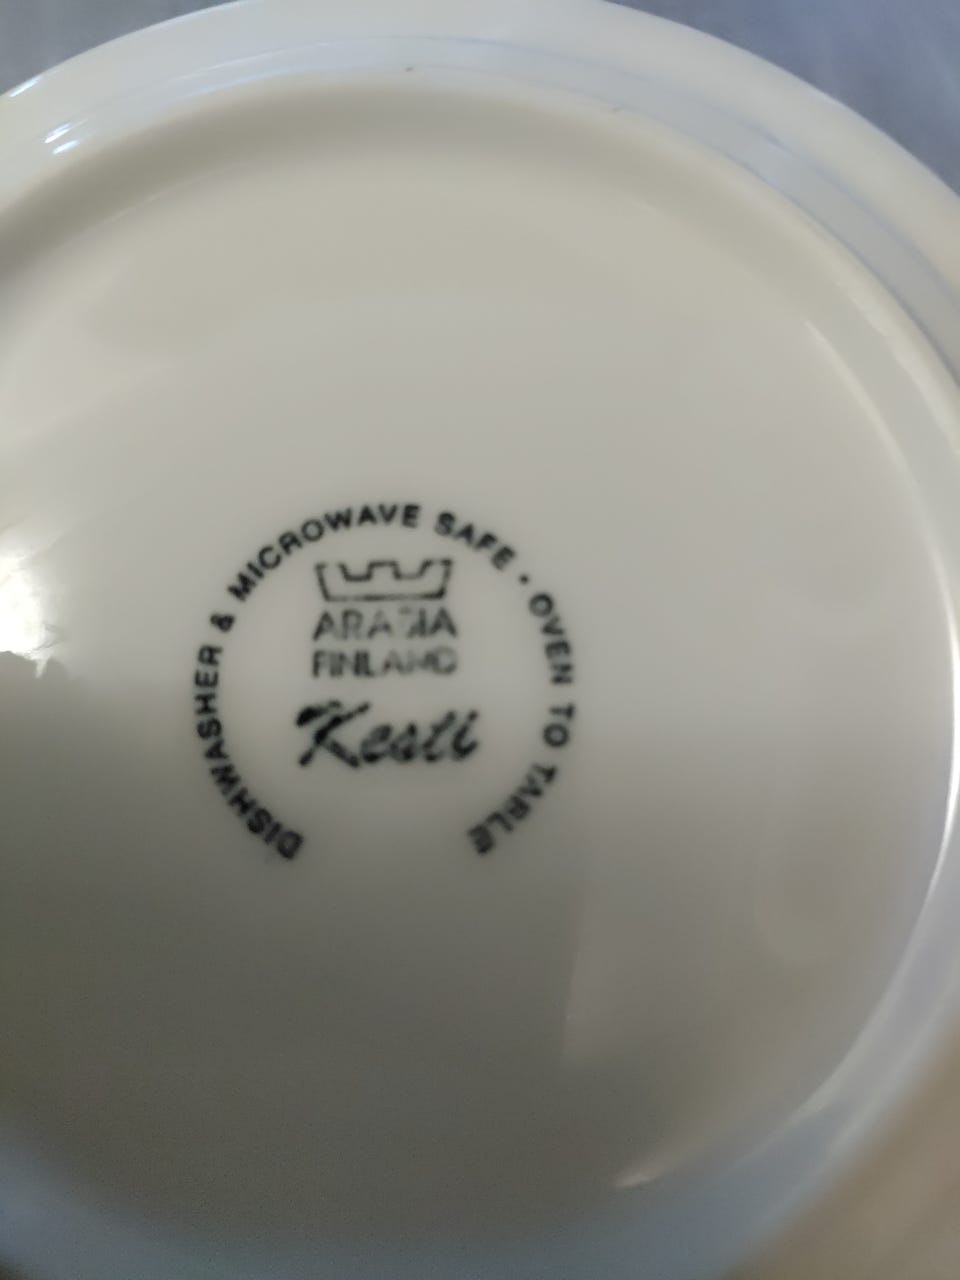 DISHWASHER & MICROWAVE SAFE · OVEN TO TABLE
ARABIA
FINLAND
Kesti